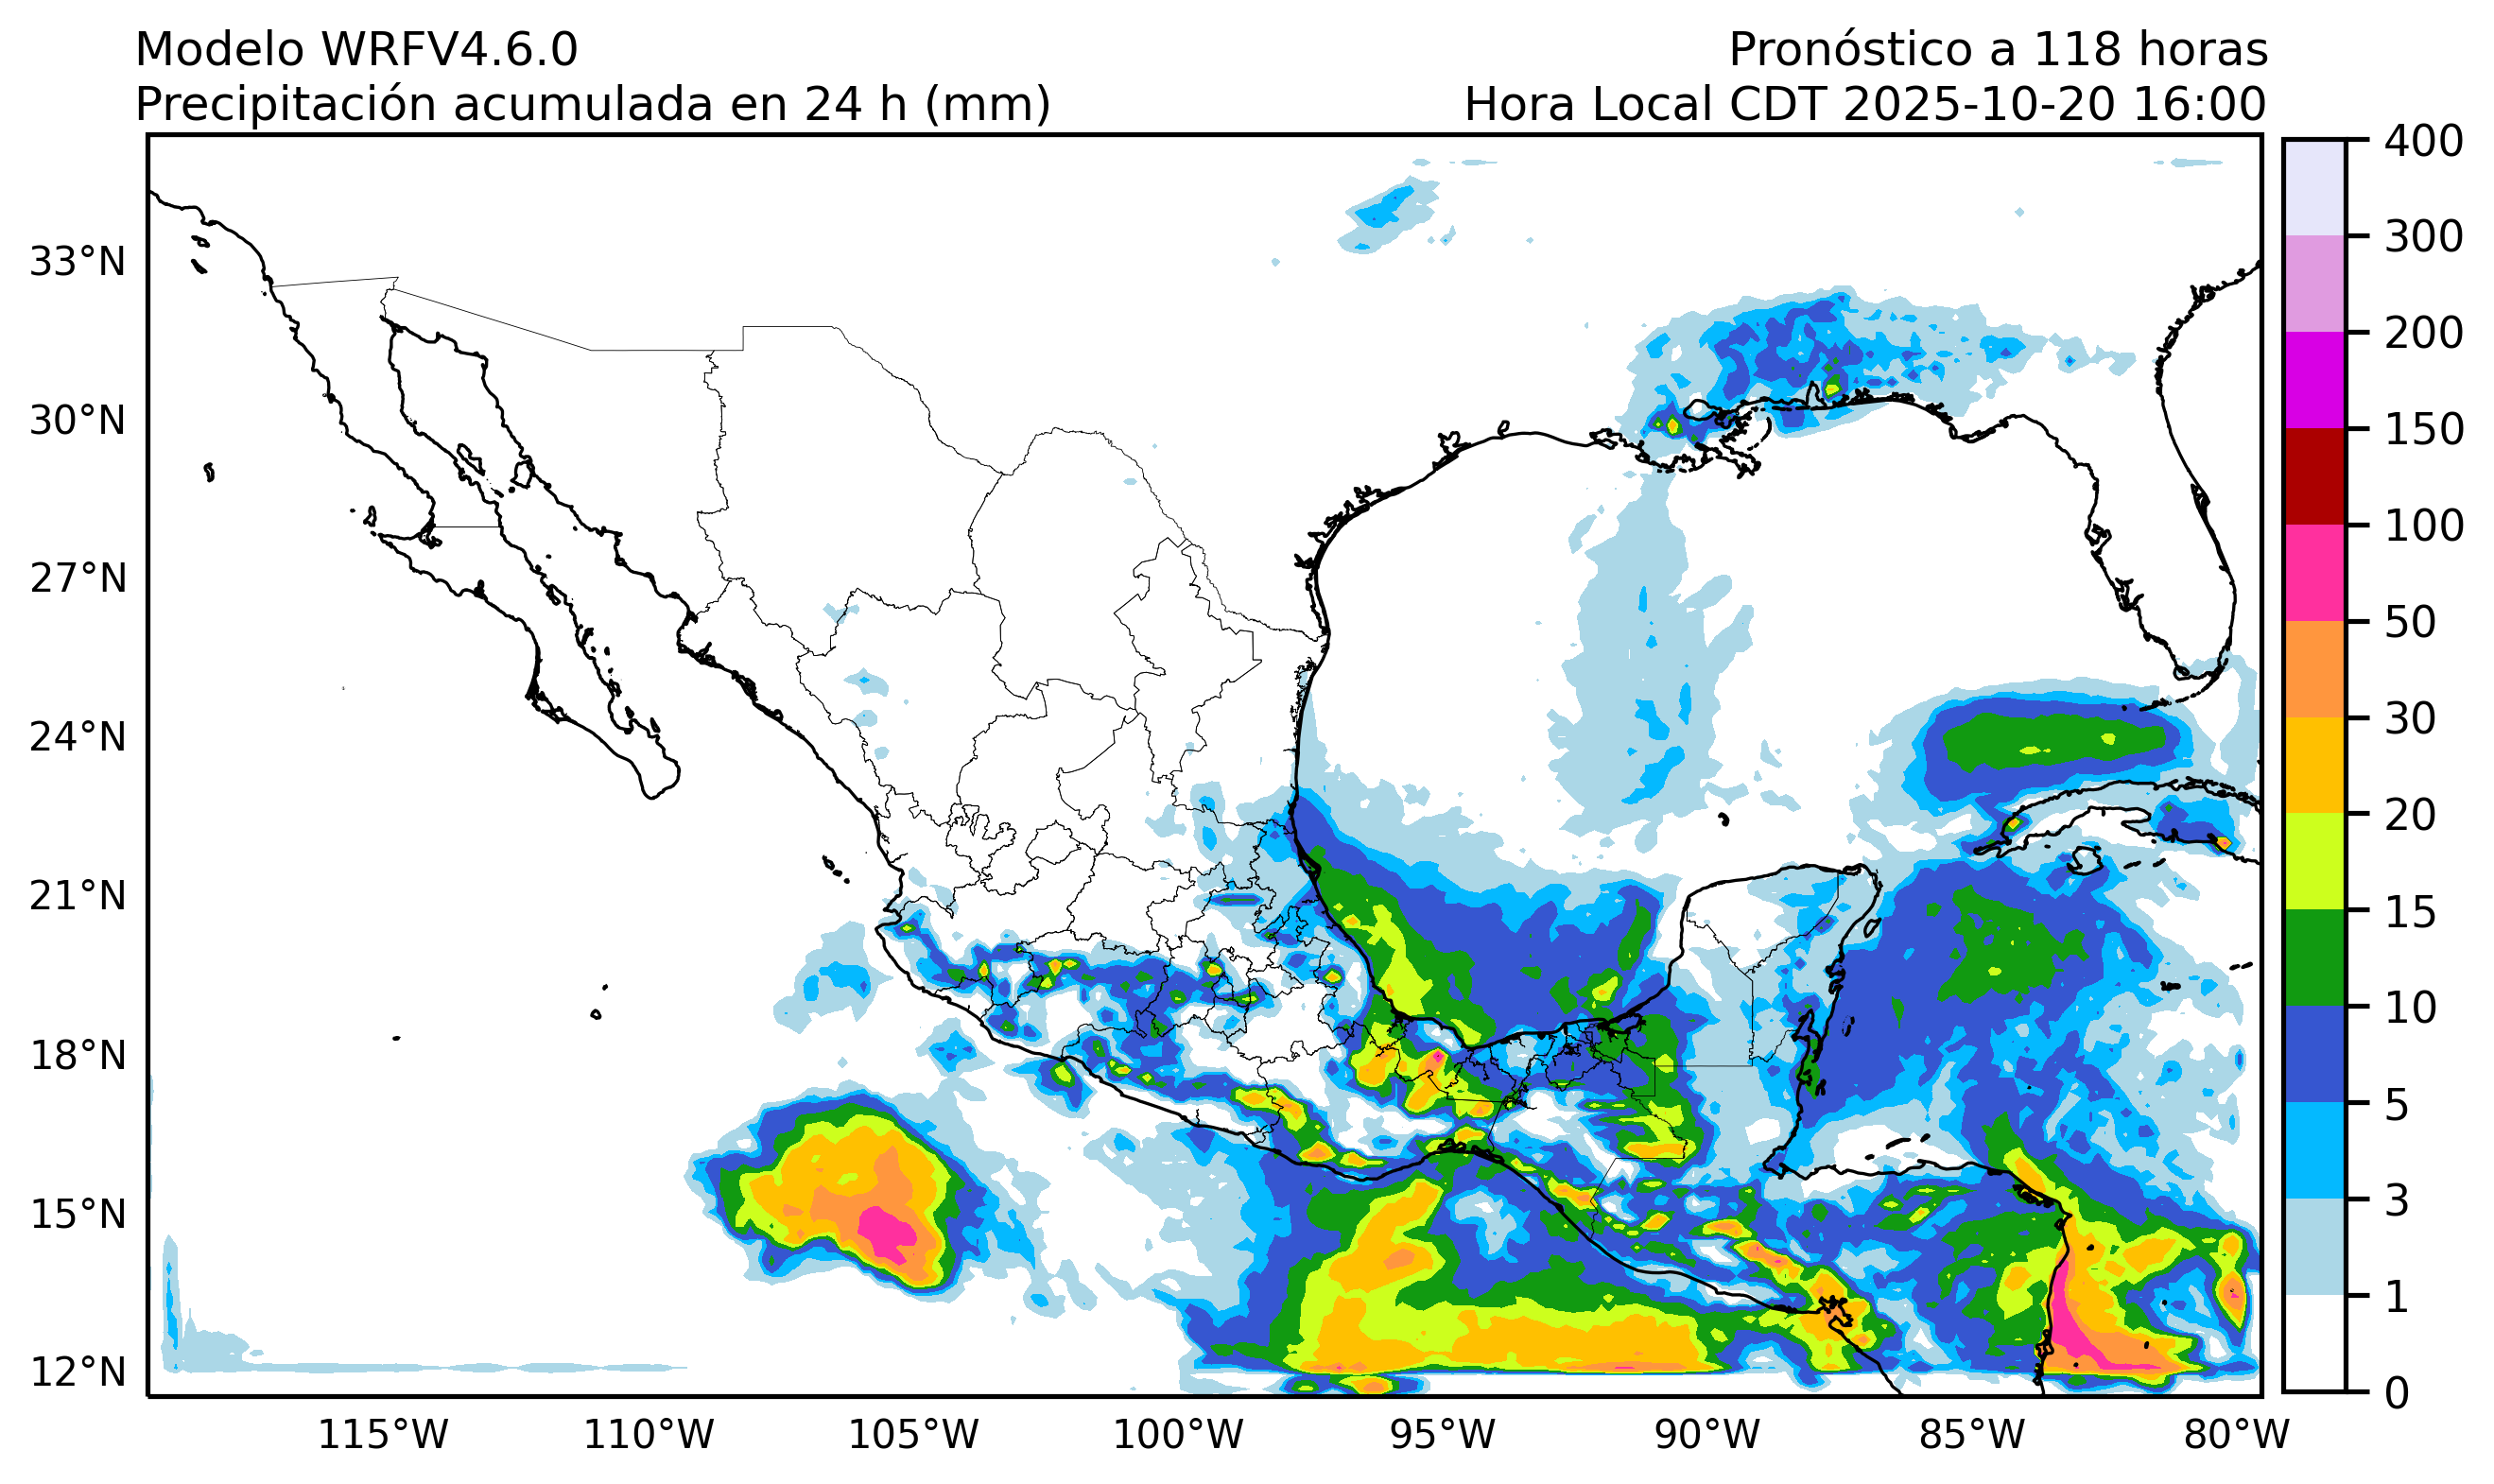 Modelo WRFV4.6.0
Pronóstico a 118 horas
Precipitación acumulada en 24 h (mm)
Hora Local CDT 2025-10-20 16:00
33°N
30°N
27°N
24°N
21°N
18°N
15°N
12°N
115°W
110°W
105°W
100°W
95°W
90°W
85°W
80°W
400
300
200
150
100
50
30
20
15
10
5
3
1
0